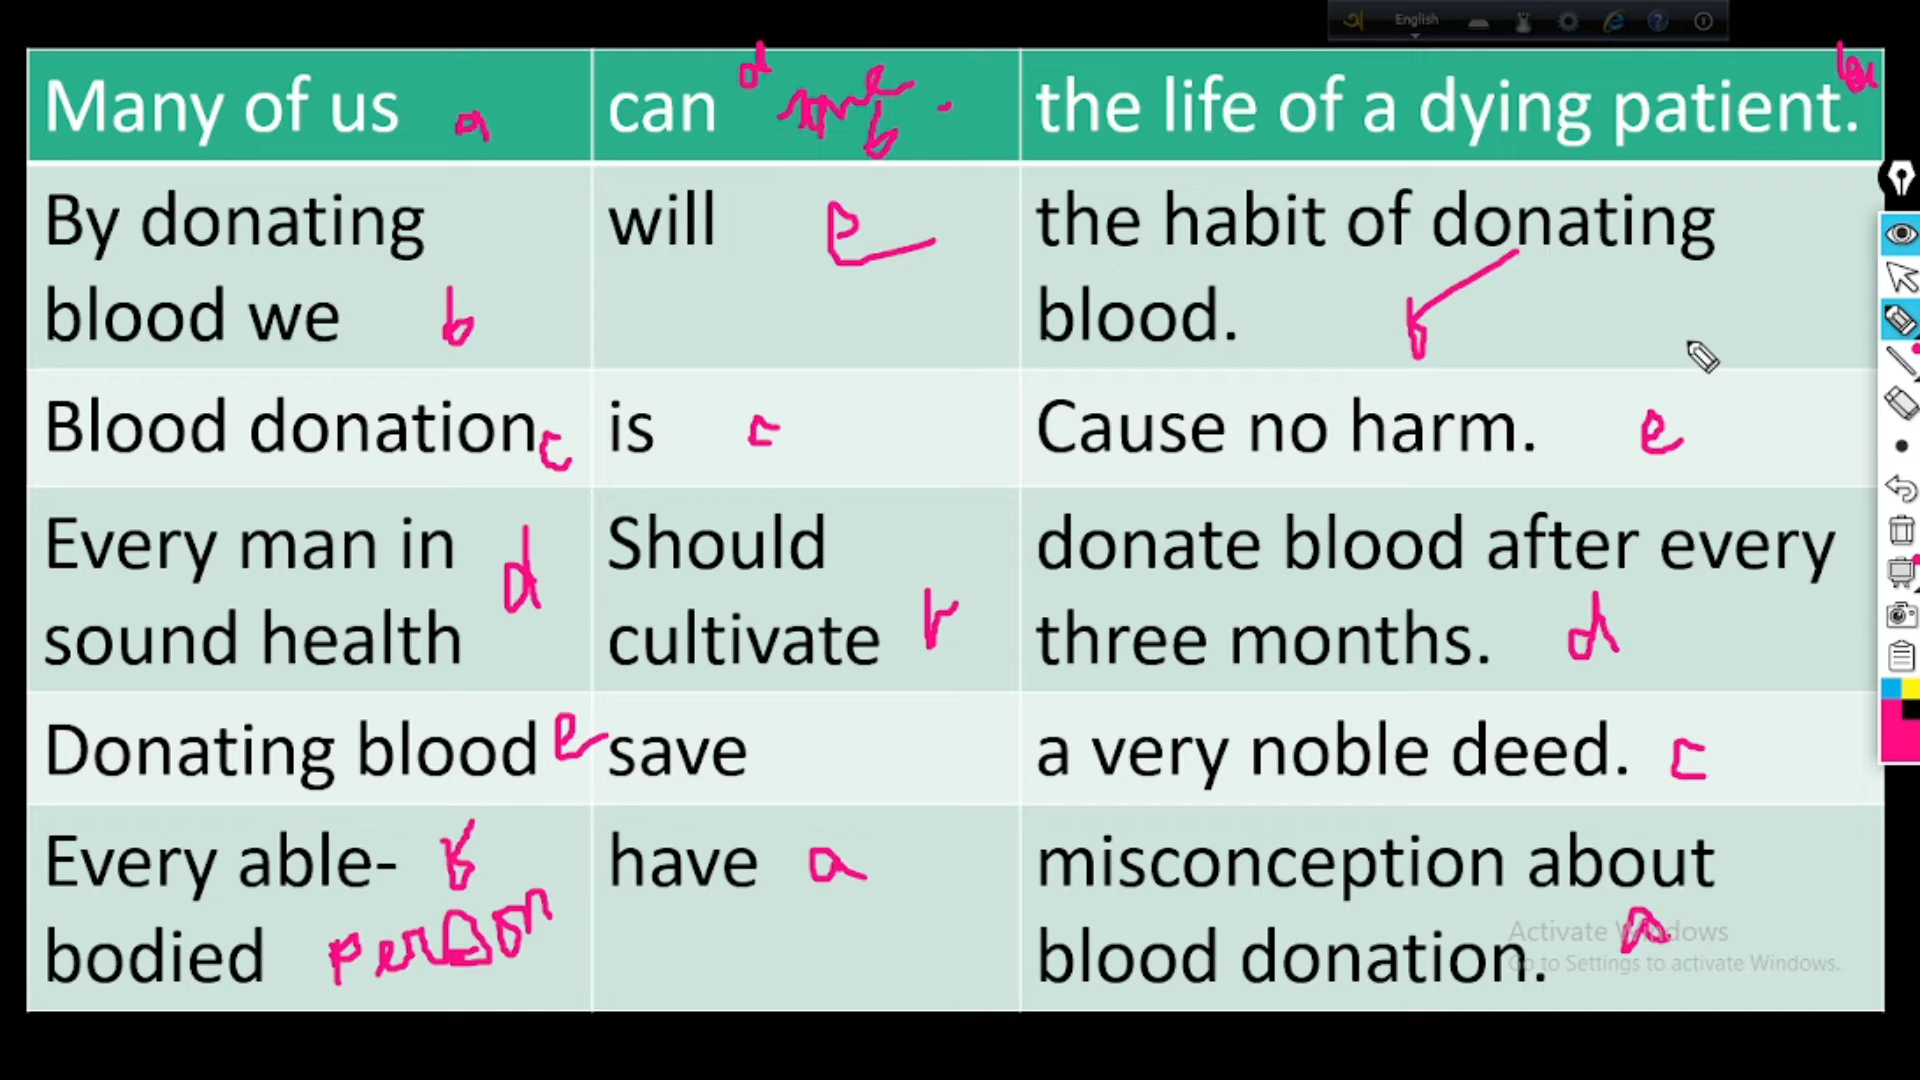 English
Many of us a
can d save b
the life of a dying patient. b
By donating
blood we b
will e
the habit of donating
blood. f
Blood donation c
is c
Cause no harm. e
Every man in
sound health d
Should
cultivate
donate blood after every
three months. d
Donating blood e
save
a very noble deed. c
Every able-
bodied person
have a
misconception about
blood donation. a
Activate Windows
Go to Settings to activate Windows.